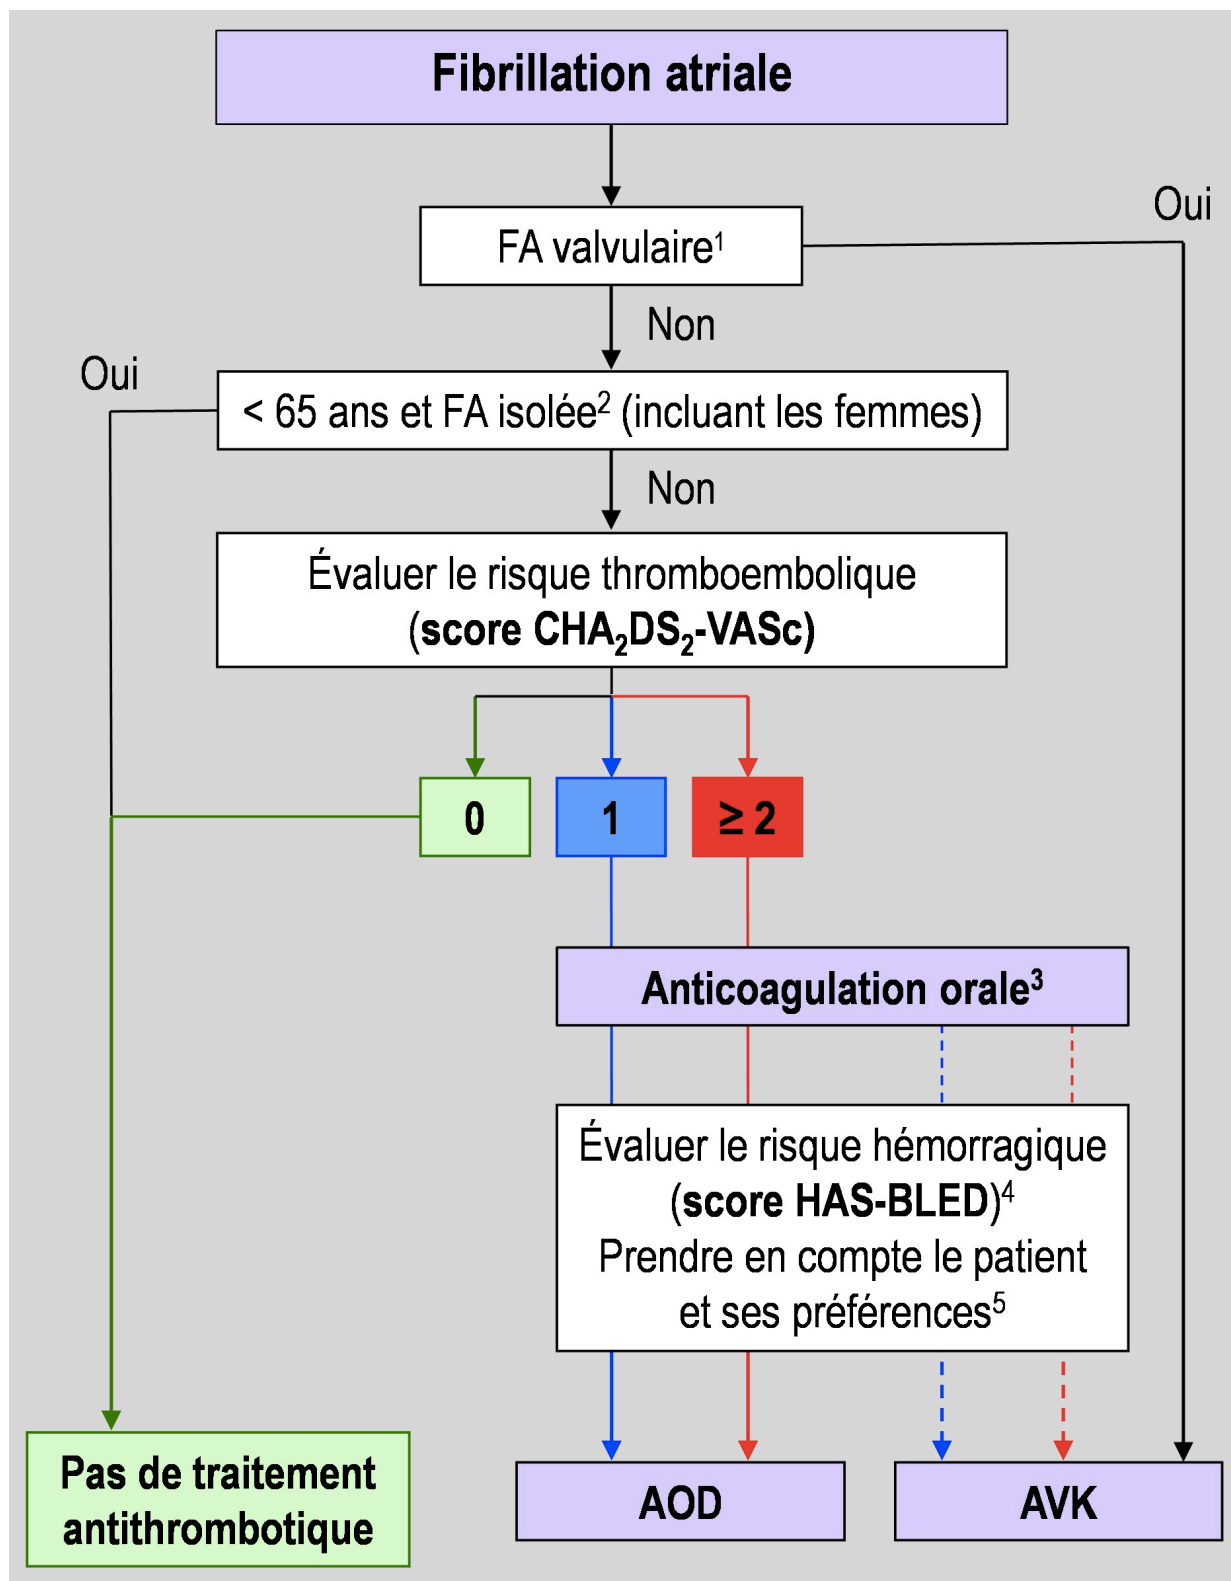 Fibrillation atriale
Oui
FA valvulaire¹
Non
Oui
< 65 ans et FA isolée² (incluant les femmes)
Non
Évaluer le risque thromboembolique
(score CHA₂DS₂-VASc)
0
1
≥ 2
Anticoagulation orale³
Évaluer le risque hémorragique
(score HAS-BLED)⁴
Prendre en compte le patient
et ses préférences⁵
Pas de traitement
antithrombotique
AOD
AVK